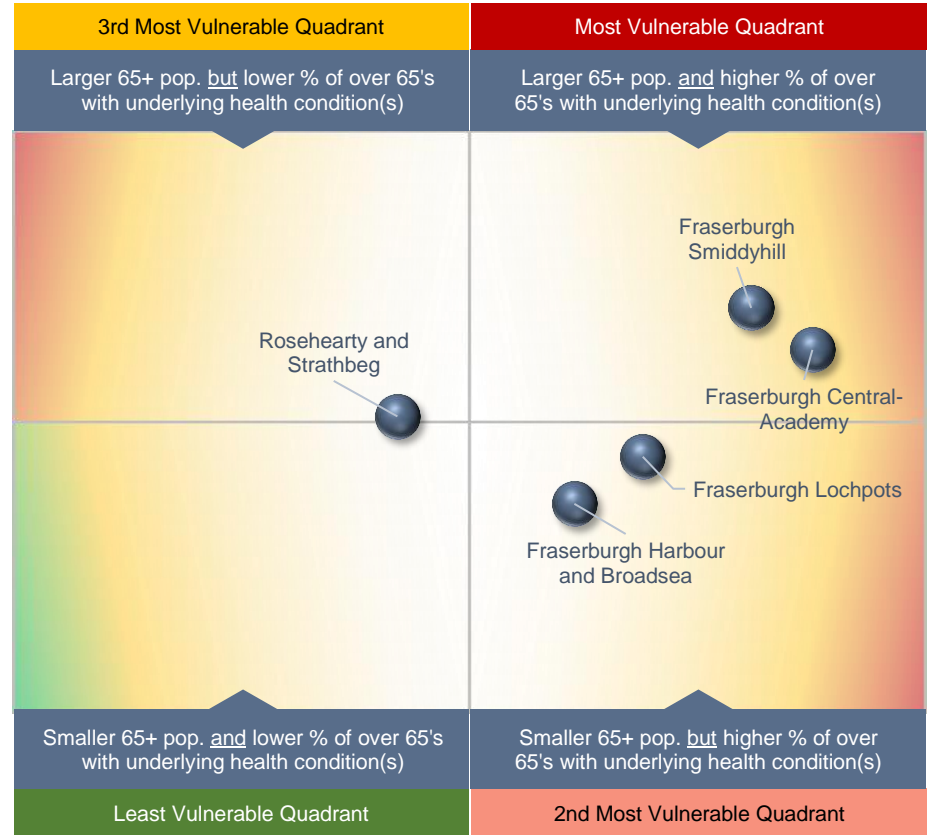 3rd Most Vulnerable Quadrant
Most Vulnerable Quadrant
Larger 65+ pop. but lower % of over 65's
with underlying health condition(s)
Larger 65+ pop. and higher % of over
65's with underlying health condition(s)
Fraserburgh
Smiddyhill
Rosehearty and
Strathbeg
Fraserburgh Central-
Academy
Fraserburgh Lochpots
Fraserburgh Harbour
and Broadsea
Smaller 65+ pop. and lower % of over 65's
with underlying health condition(s)
Smaller 65+ pop. but higher % of over
65's with underlying health condition(s)
Least Vulnerable Quadrant
2nd Most Vulnerable Quadrant